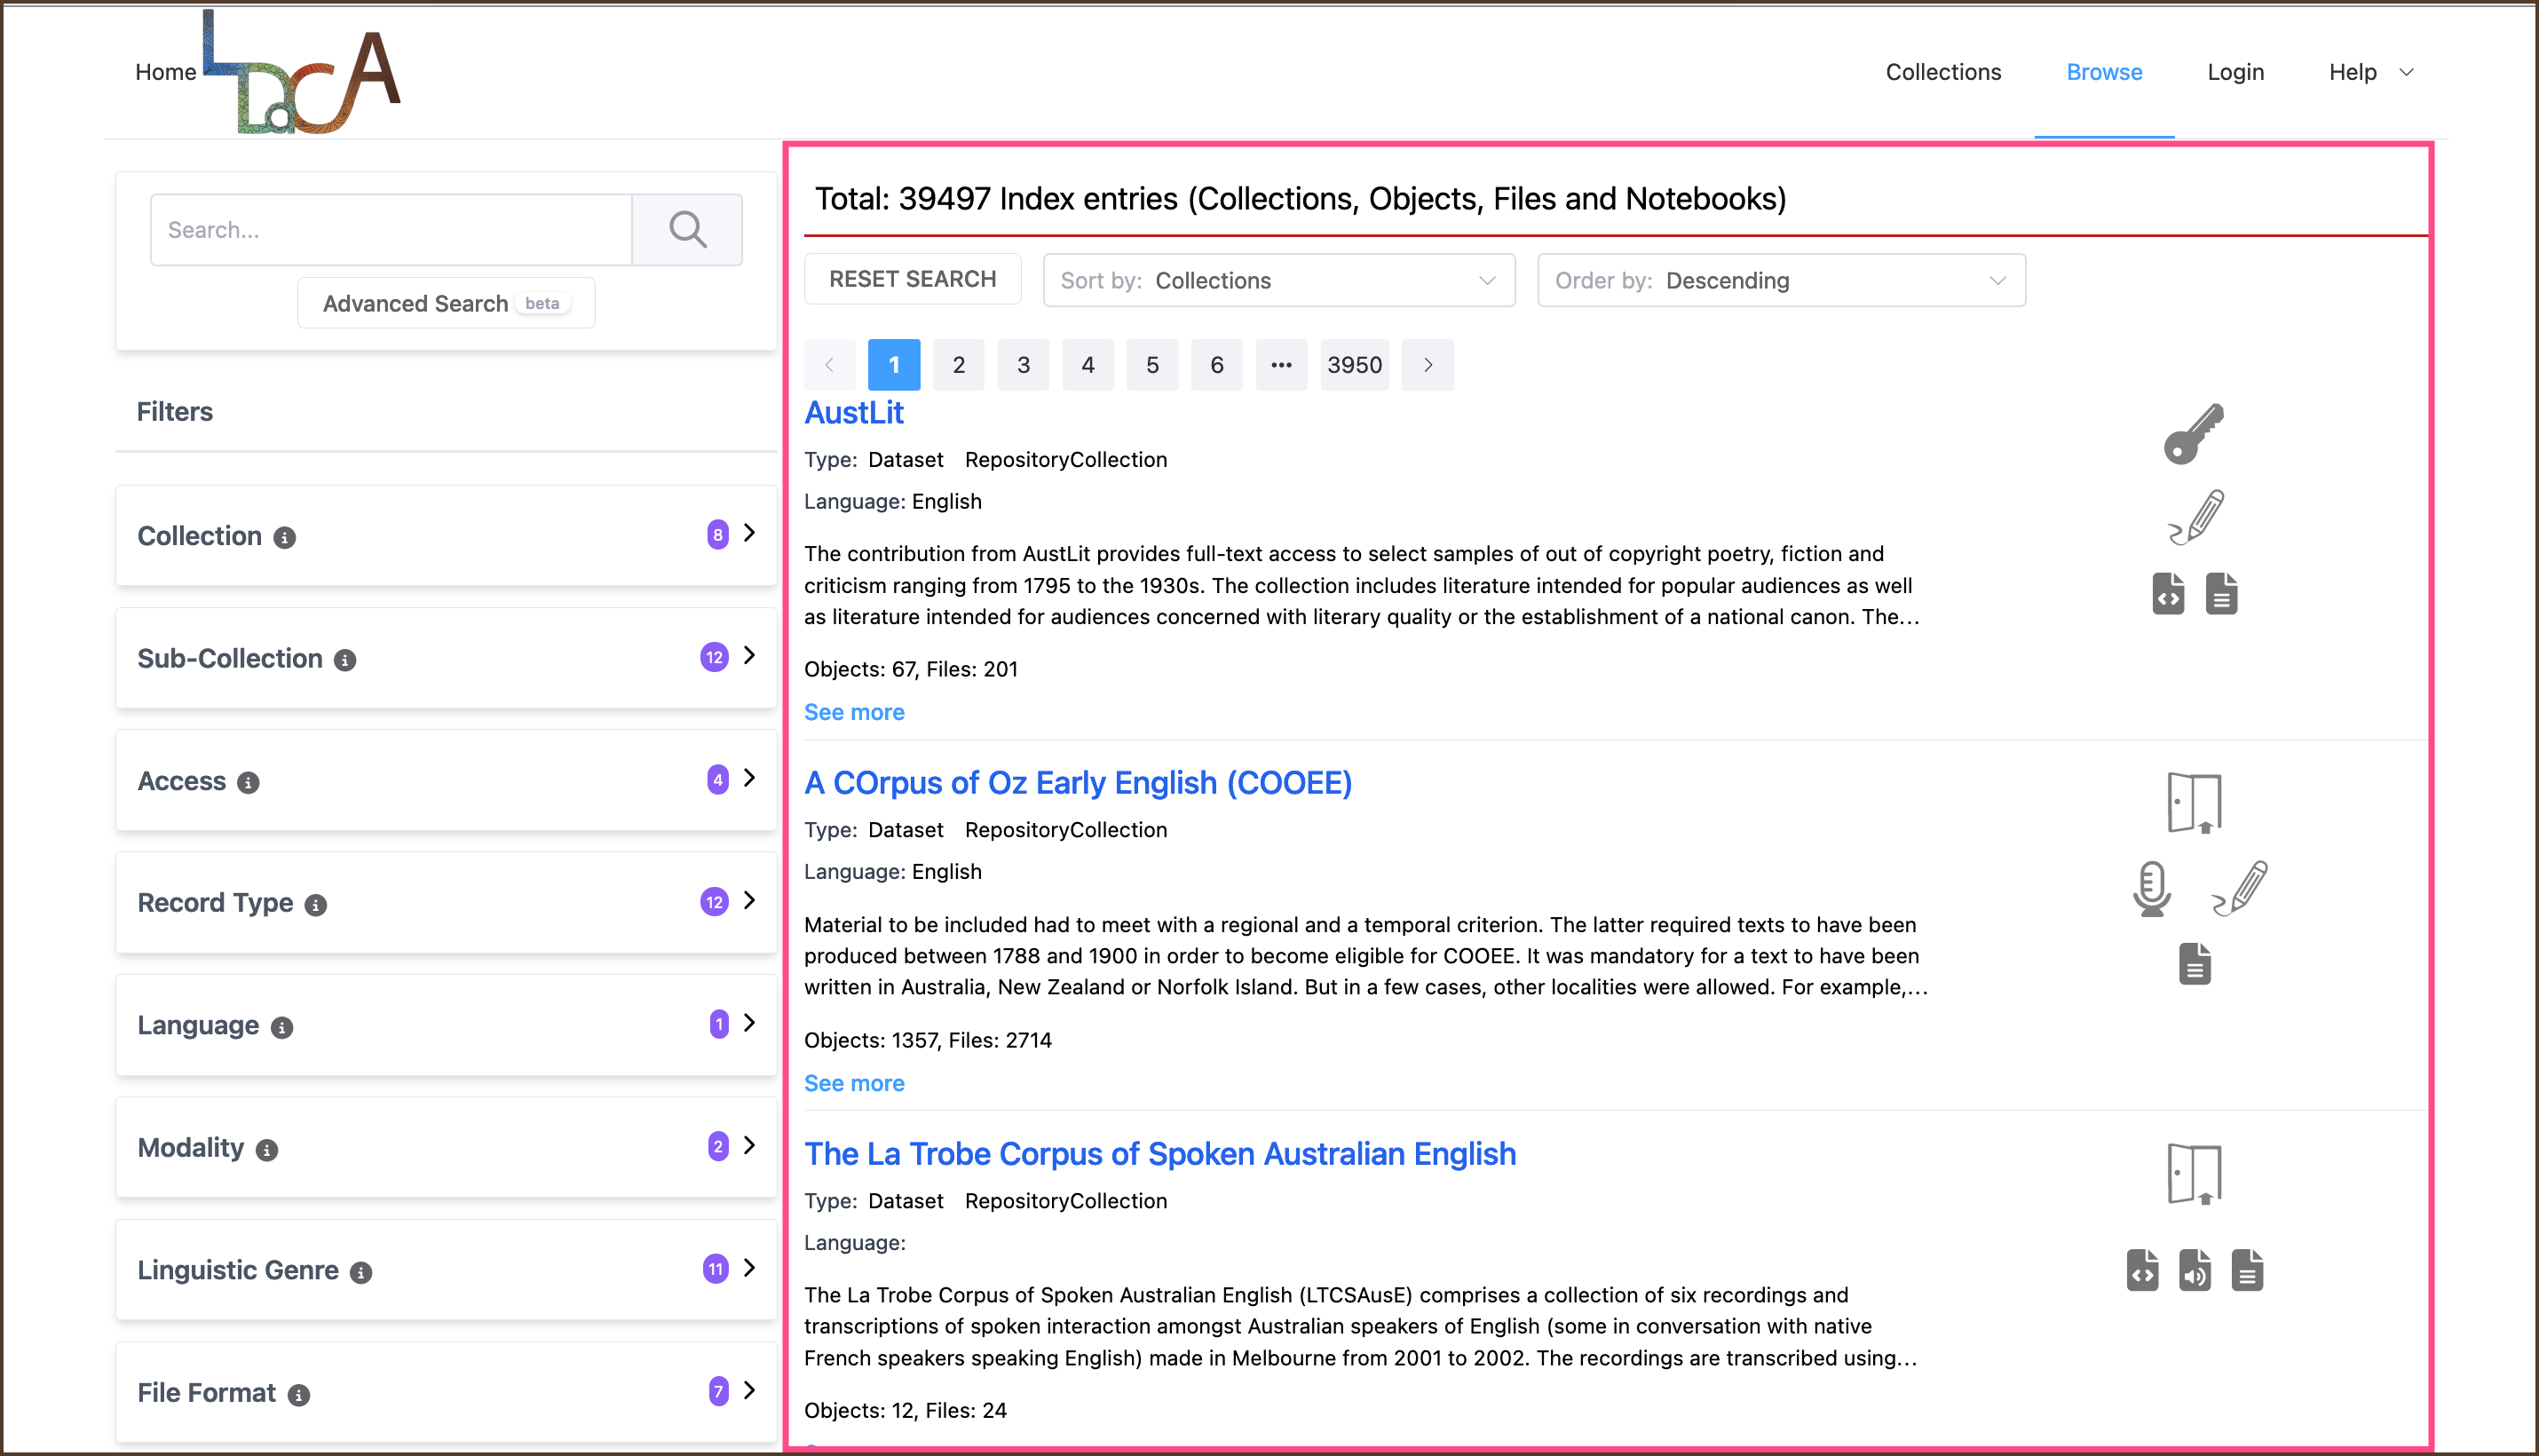 Home LDaCA
Collections Browse Login Help
Search...
Advanced Search beta
Filters
Collection 8
Sub-Collection 12
Access 4
Record Type 12
Language 1
Modality 2
Linguistic Genre 11
File Format 7
Total: 39497 Index entries (Collections, Objects, Files and Notebooks)
RESET SEARCH Sort by: Collections Order by: Descending
1 2 3 4 5 6 ••• 3950
AustLit
Type: Dataset RepositoryCollection
Language: English
The contribution from AustLit provides full-text access to select samples of out of copyright poetry, fiction and
criticism ranging from 1795 to the 1930s. The collection includes literature intended for popular audiences as well
as literature intended for audiences concerned with literary quality or the establishment of a national canon. The...
Objects: 67, Files: 201
See more
A COrpus of Oz Early English (COOEE)
Type: Dataset RepositoryCollection
Language: English
Material to be included had to meet with a regional and a temporal criterion. The latter required texts to have been
produced between 1788 and 1900 in order to become eligible for COOEE. It was mandatory for a text to have been
written in Australia, New Zealand or Norfolk Island. But in a few cases, other localities were allowed. For example,...
Objects: 1357, Files: 2714
See more
The La Trobe Corpus of Spoken Australian English
Type: Dataset RepositoryCollection
Language:
The La Trobe Corpus of Spoken Australian English (LTCSAusE) comprises a collection of six recordings and
transcriptions of spoken interaction amongst Australian speakers of English (some in conversation with native
French speakers speaking English) made in Melbourne from 2001 to 2002. The recordings are transcribed using...
Objects: 12, Files: 24